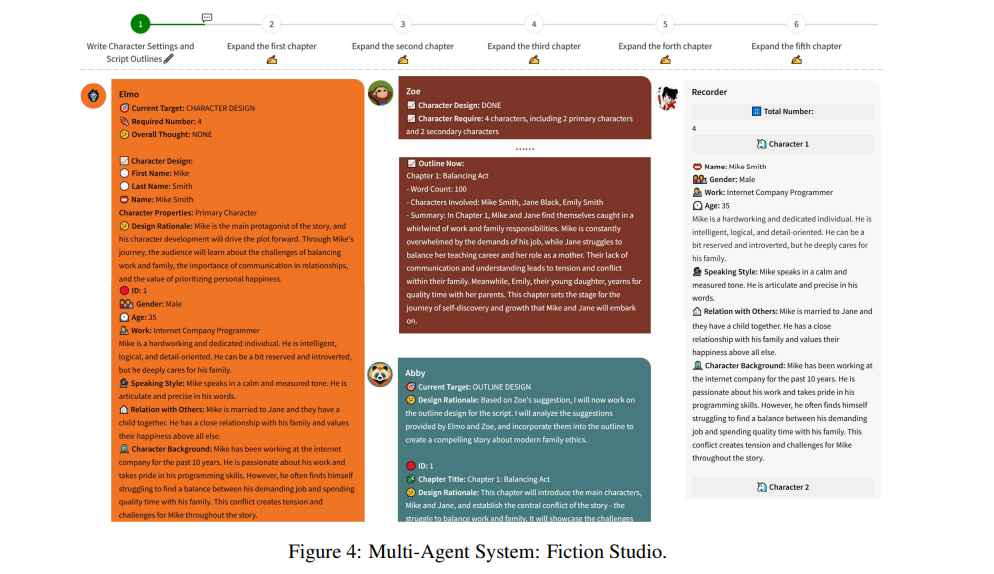 1
2
3
4
5
6
Write Character Settings and
Script Outlines
Expand the first chapter
Expand the second chapter
Expand the third chapter
Expand the forth chapter
Expand the fifth chapter
Elmo
Current Target: CHARACTER DESIGN
Required Number: 4
Overall Thought: NONE
Character Design:
First Name: Mike
Last Name: Smith
Name: Mike Smith
Character Properties: Primary Character
Design Rationale: Mike is the main protagonist of the story, and
his character development will drive the plot forward. Through Mike's
journey, the audience will learn about the challenges of balancing
work and family, the importance of communication in relationships,
and the value of prioritizing personal happiness.
ID: 1
Gender: Male
Age: 35
Work: Internet Company Programmer
Mike is a hardworking and dedicated individual. He is intelligent,
logical, and detail-oriented. He can be a bit reserved and introverted,
but he deeply cares for his family.
Speaking Style: Mike speaks in a calm and measured tone. He is
articulate and precise in his words.
Relation with Others: Mike is married to Jane and they have a
child together. He has a close relationship with his family and values
their happiness above all else.
Character Background: Mike has been working at the internet
company for the past 10 years. He is passionate about his work and
takes pride in his programming skills. However, he often finds himself
struggling to find a balance between his demanding job and spending
quality time with his family. This conflict creates tension and
challenges for Mike throughout the story.
Zoe
Character Design: DONE
Character Require: 4 characters, including 2 primary characters
and 2 secondary characters
......
Outline Now:
Chapter 1: Balancing Act
- Word Count: 100
- Characters Involved: Mike Smith, Jane Black, Emily Smith
- Summary: In Chapter 1, Mike and Jane find themselves caught in a
whirlwind of work and family responsibilities. Mike is constantly
overwhelmed by the demands of his job, while Jane struggles to
balance her teaching career and her role as a mother. Their lack of
communication and understanding leads to tension and conflict
within their family. Meanwhile, Emily, their young daughter, yearns for
quality time with her parents. This chapter sets the stage for the
journey of self-discovery and growth that Mike and Jane will embark
on.
Abby
Current Target: OUTLINE DESIGN
Design Rationale: Based on Zoe's suggestion, I will now work on
the outline design for the script. I will analyze the suggestions
provided by Elmo and Zoe, and incorporate them into the outline to
create a compelling story about modern family ethics.
ID: 1
Chapter Title: Chapter 1: Balancing Act
Design Rationale: This chapter will introduce the main characters,
Mike and Jane, and establish the central conflict of the story - the
struggle to balance work and family. It will showcase the challenges
Recorder
Total Number:
4
Character 1
Name: Mike Smith
Gender: Male
Work: Internet Company Programmer
Age: 35
Mike is a hardworking and dedicated individual. He is
intelligent, logical, and detail-oriented. He can be a
bit reserved and introverted, but he deeply cares for
his family.
Speaking Style: Mike speaks in a calm and
measured tone. He is articulate and precise in his
words.
Relation with Others: Mike is married to Jane and
they have a child together. He has a close
relationship with his family and values their
happiness above all else.
Character Background: Mike has been working at
the internet company for the past 10 years. He is
passionate about his work and takes pride in his
programming skills. However, he often finds himself
struggling to find a balance between his demanding
job and spending quality time with his family. This
conflict creates tension and challenges for Mike
throughout the story.
Character 2
Figure 4: Multi-Agent System: Fiction Studio.